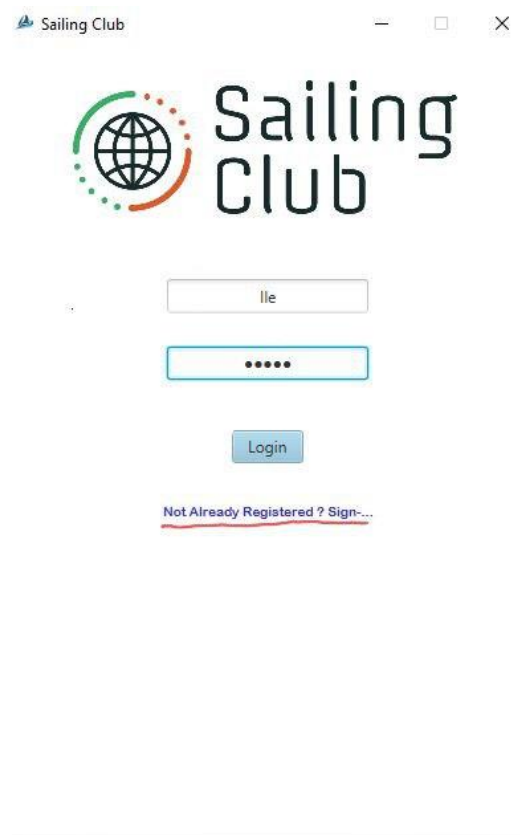 Sailing Club
Sailing
Club
lle
•••••
Login
Not Already Registered ? Sign-...